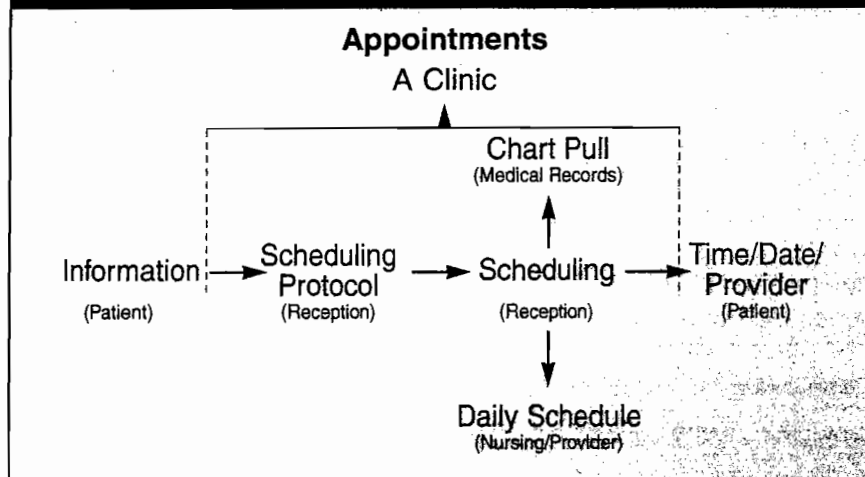 Appointments
A Clinic
Chart Pull
(Medical Records)
Information
(Patient)
Scheduling
Protocol
(Reception)
Scheduling
(Reception)
Time/Date/
Provider
(Patient)
Daily Schedule
(Nursing/Provider)